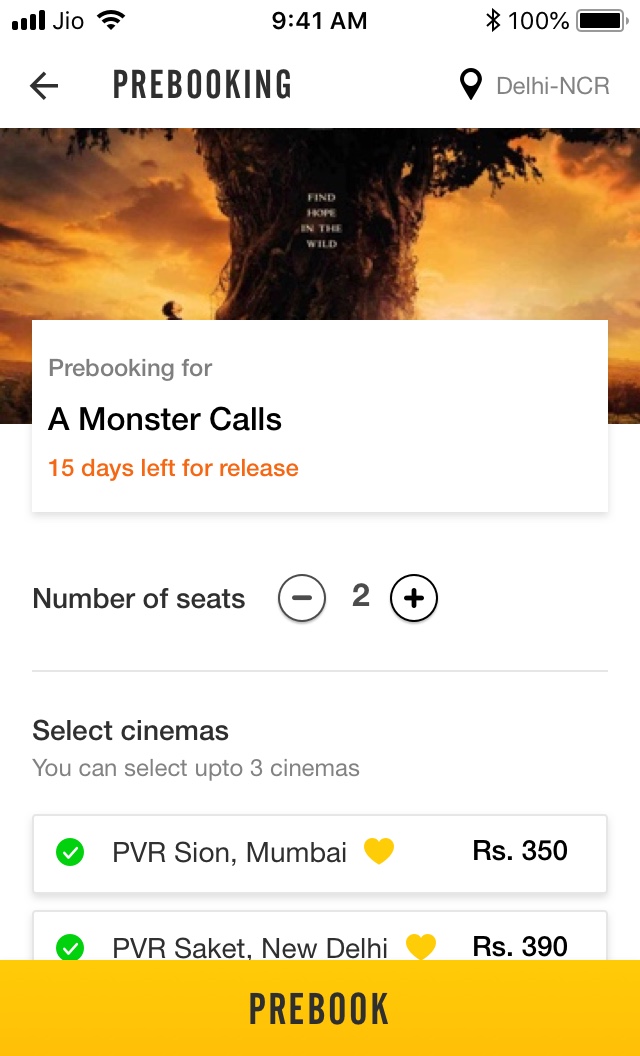 Jio 9:41 AM 100%
PREBOOKING Delhi-NCR
FIND
HOPE
IN THE
WILD
Prebooking for
A Monster Calls
15 days left for release
Number of seats 2
Select cinemas
You can select upto 3 cinemas
PVR Sion, Mumbai Rs. 350
PVR Saket, New Delhi Rs. 390
PREBOOK